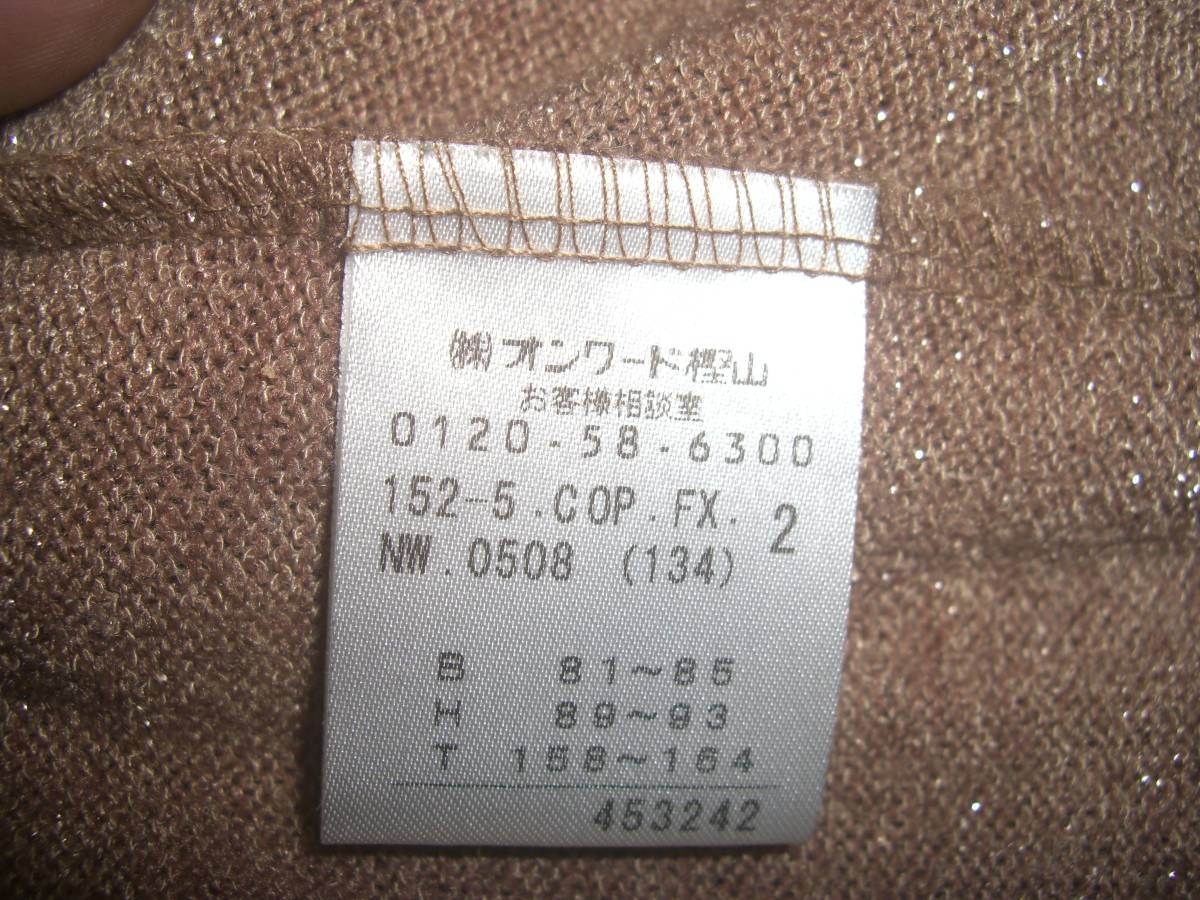 ㈱オンワード樫山
お客様相談室
0120-58-6300
152-5.COP.FX. 2
NW.0508 (134)
B 81~85
H 89~93
T 158~164
453242